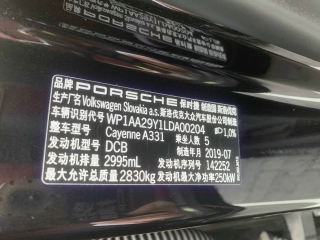 品牌 PORSCHE 保时捷 制造国 斯洛伐克
生产厂名 Volkswagen Slovakia a.s. 斯洛伐克大众汽车股份公司
车辆识别代号 WP1AA29Y1LDA00204 1,0%
整车型号 Cayenne A331 乘坐人数 5
发动机型号 DCB 制造年月 2019-07
发动机排量 2995mL 发动机序列号 142252
最大允许总质量 2830kg 发动机最大净功率 250kW